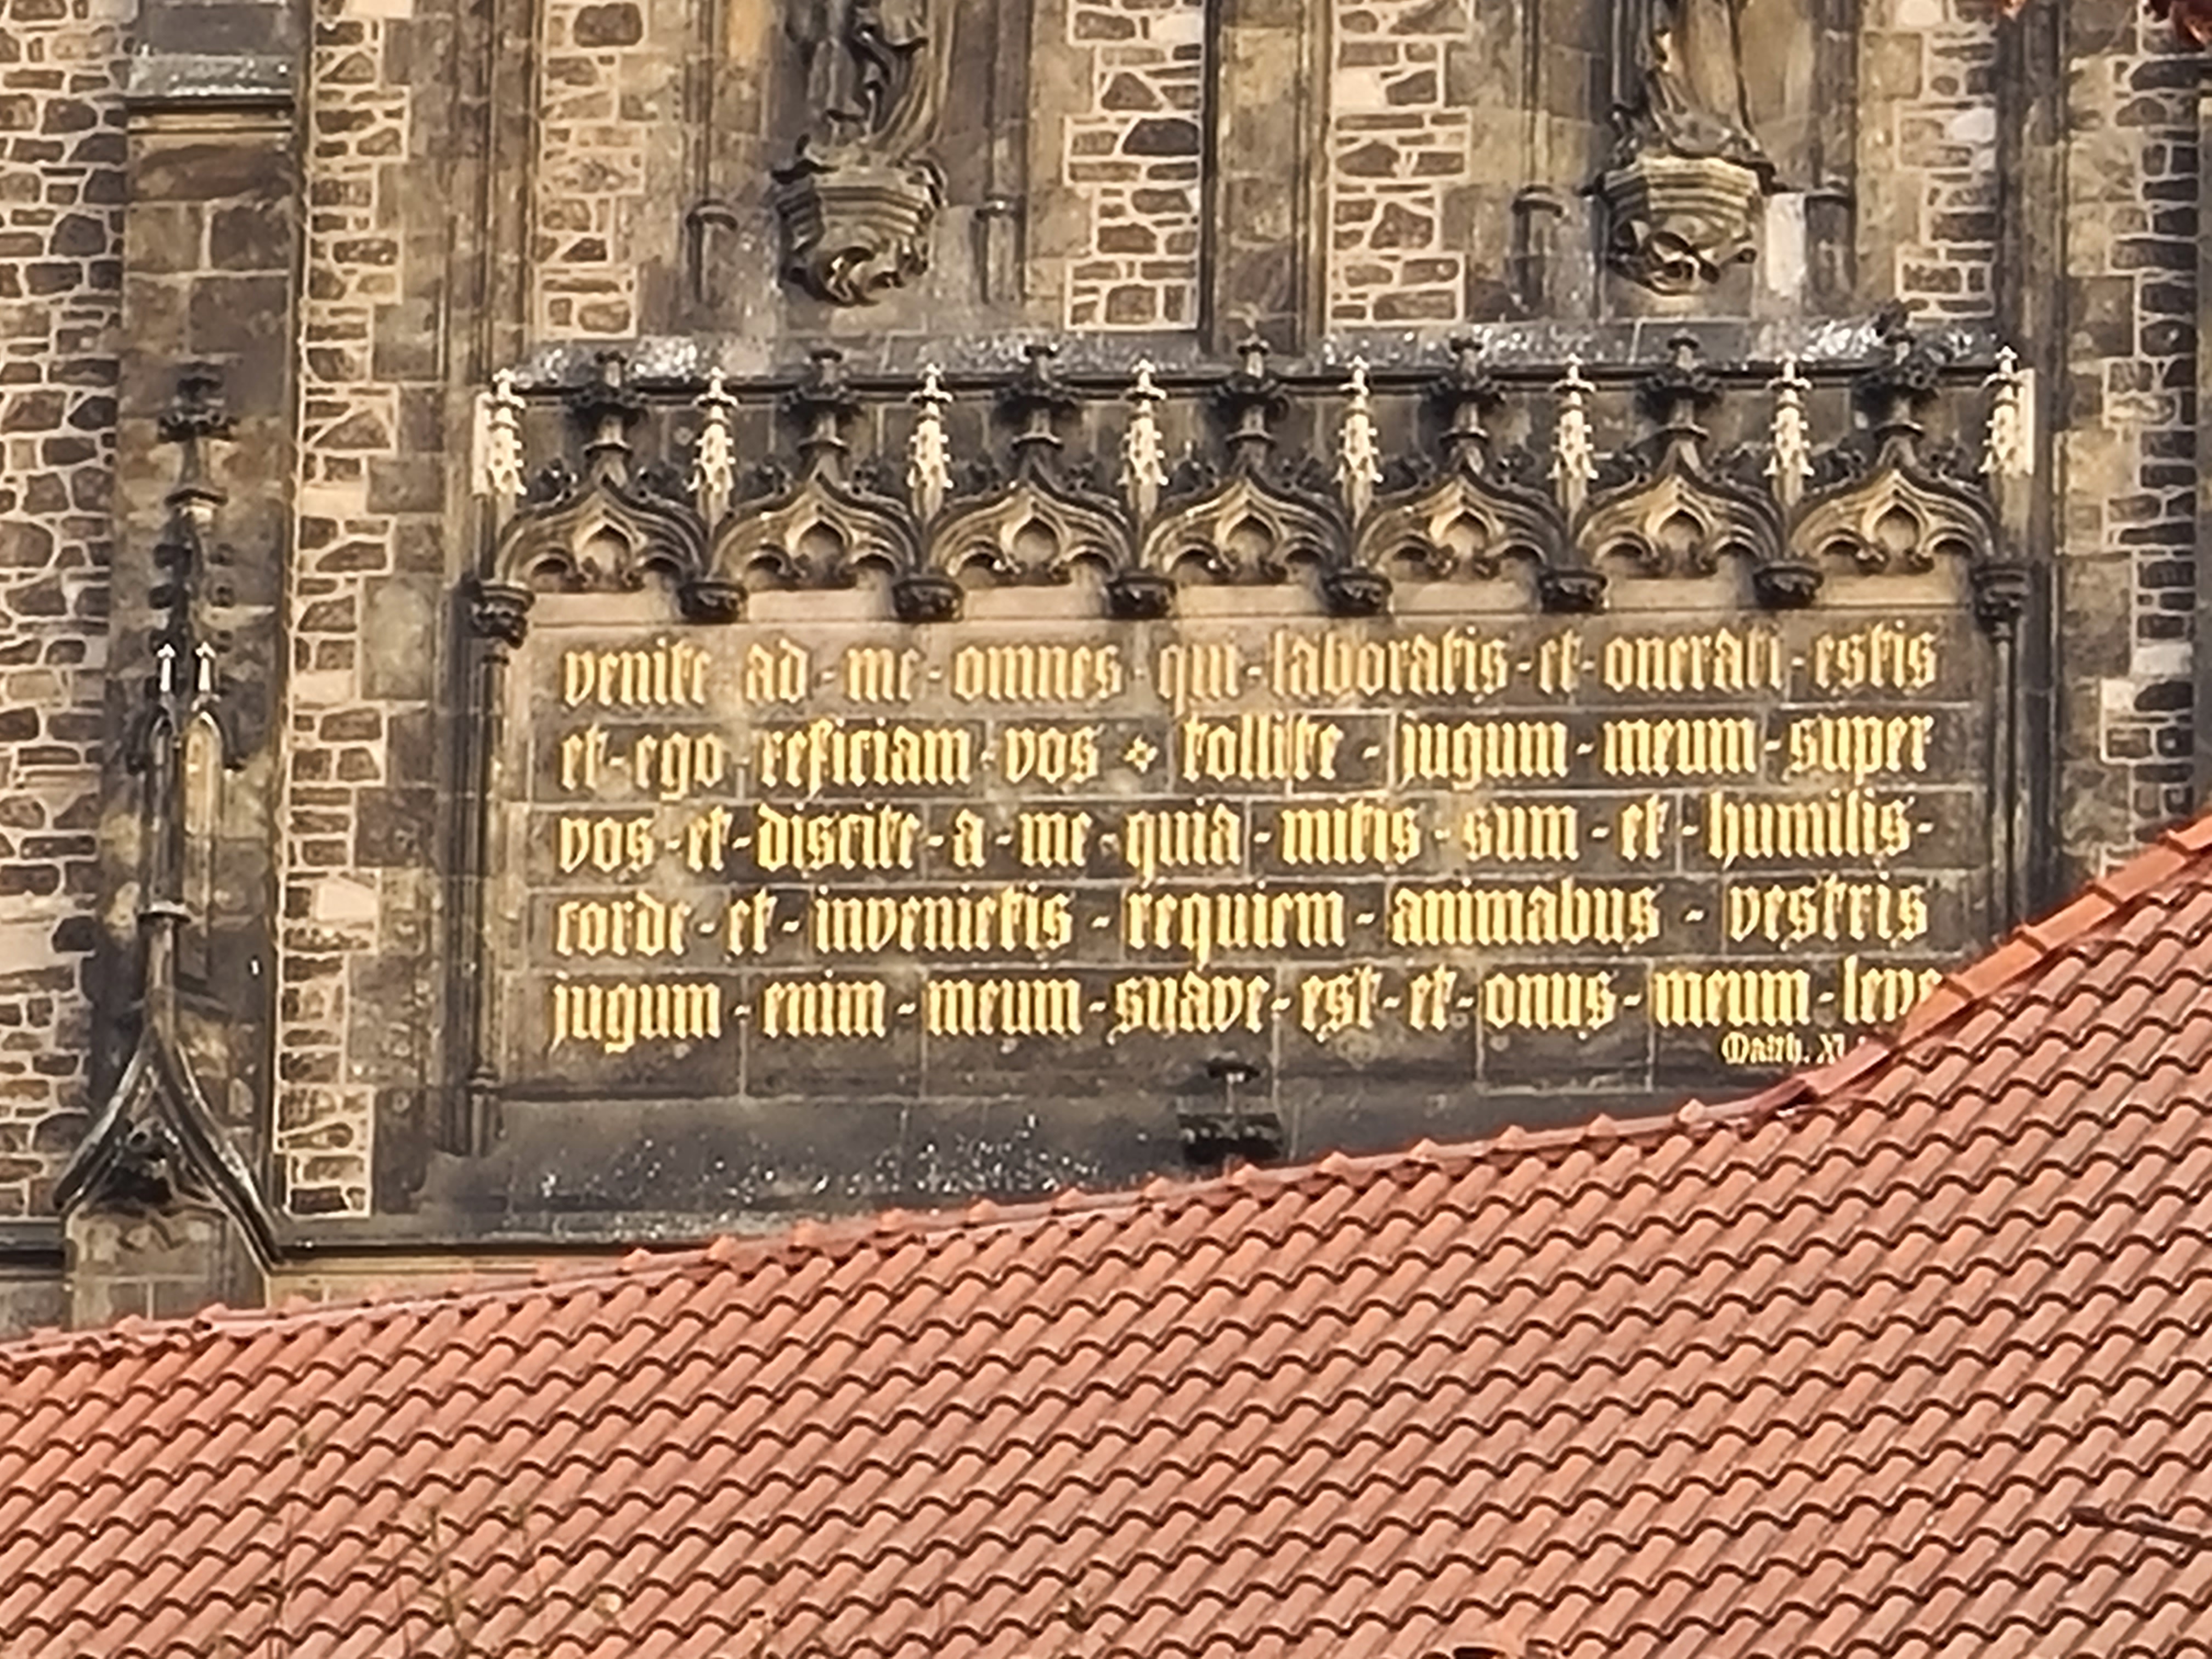 venite ad - me - omnes - qui - laboratis - et - onerati - estis
et - ego reficiam - vos ⁘ tollite - jugum - meum - super
vos - et - discite - a - me - quia - mitis - sum - et - humilis -
corde - et - invenietis - requiem - animabus - vestris
jugum - enim - meum - suave - est - et - onus - meum - leve
Matth. XI